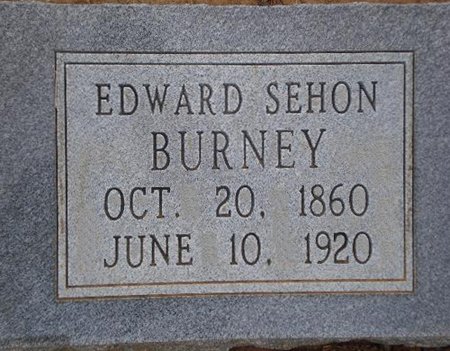 EDWARD SEHON
BURNEY
OCT. 20, 1860
JUNE 10, 1920